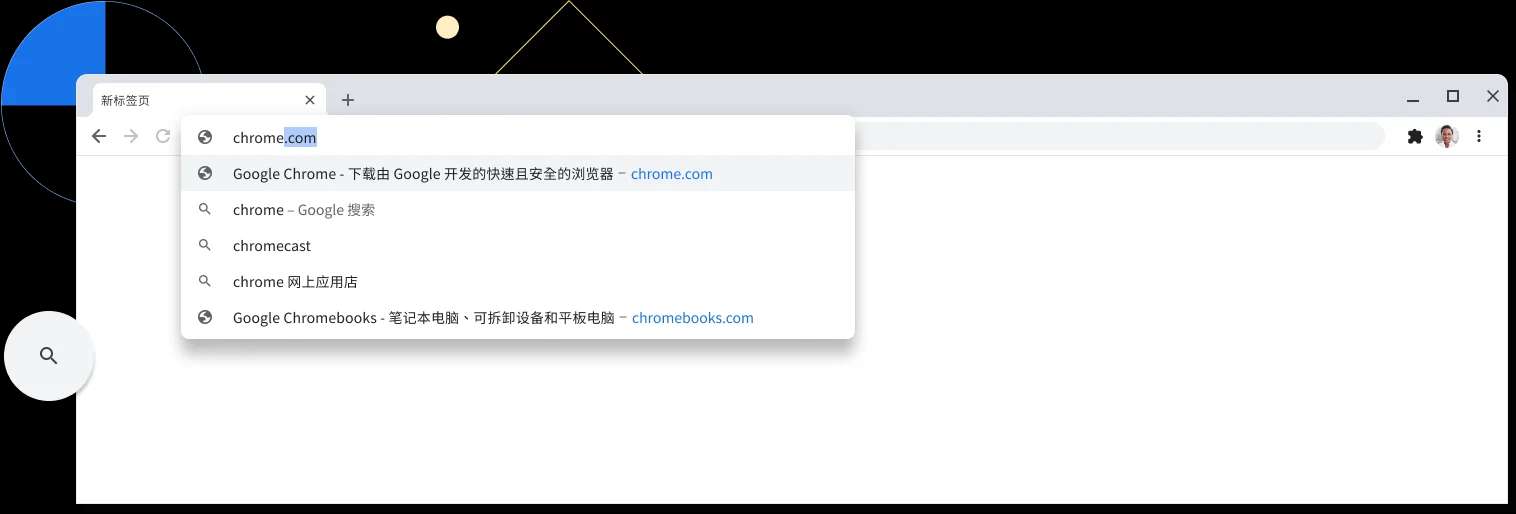 新标签页
chrome.com
Google Chrome - 下载由 Google 开发的快速且安全的浏览器 – chrome.com
chrome – Google 搜索
chromecast
chrome 网上应用店
Google Chromebooks - 笔记本电脑、可拆卸设备和平板电脑 – chromebooks.com